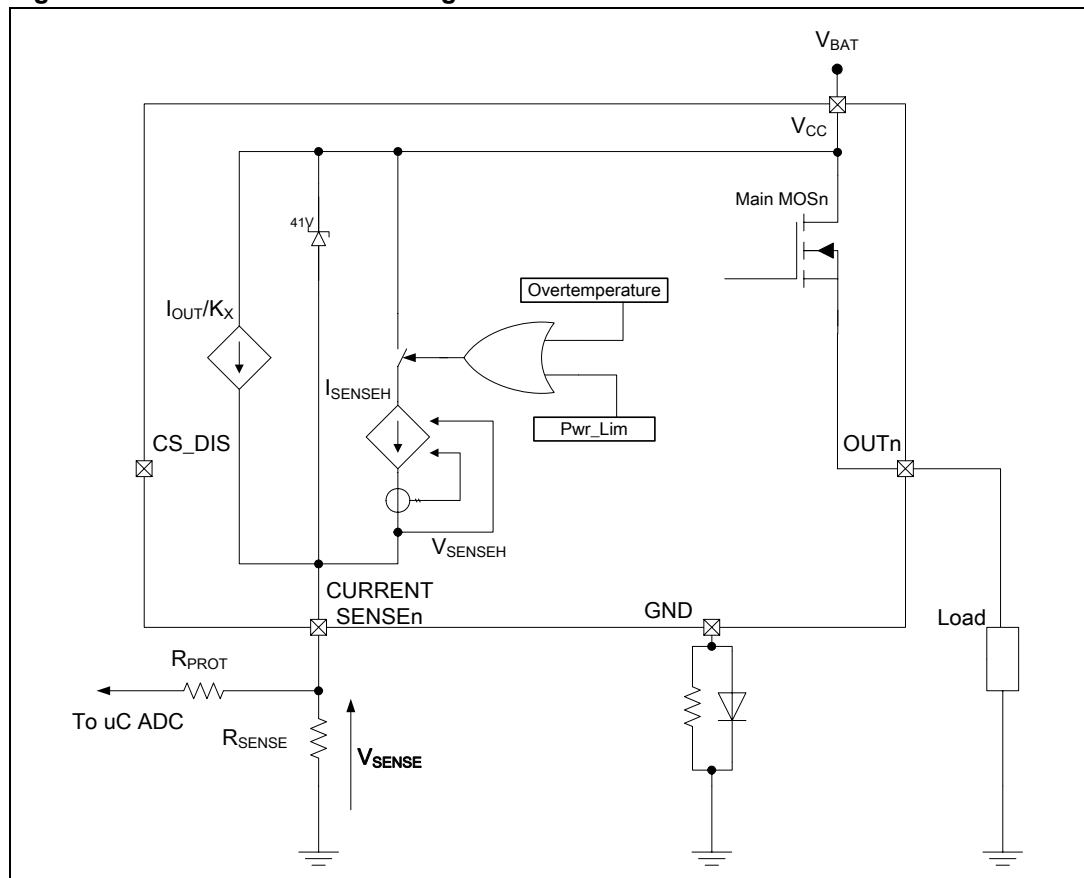 V_BAT
V_CC
Main MOSn
41V
Overtemperature
I_OUT/K_X
I_SENSEH
Pwr_Lim
CS_DIS
OUTn
V_SENSEH
CURRENT
SENSEn
GND
Load
R_PROT
To uC ADC
R_SENSE
V_SENSE